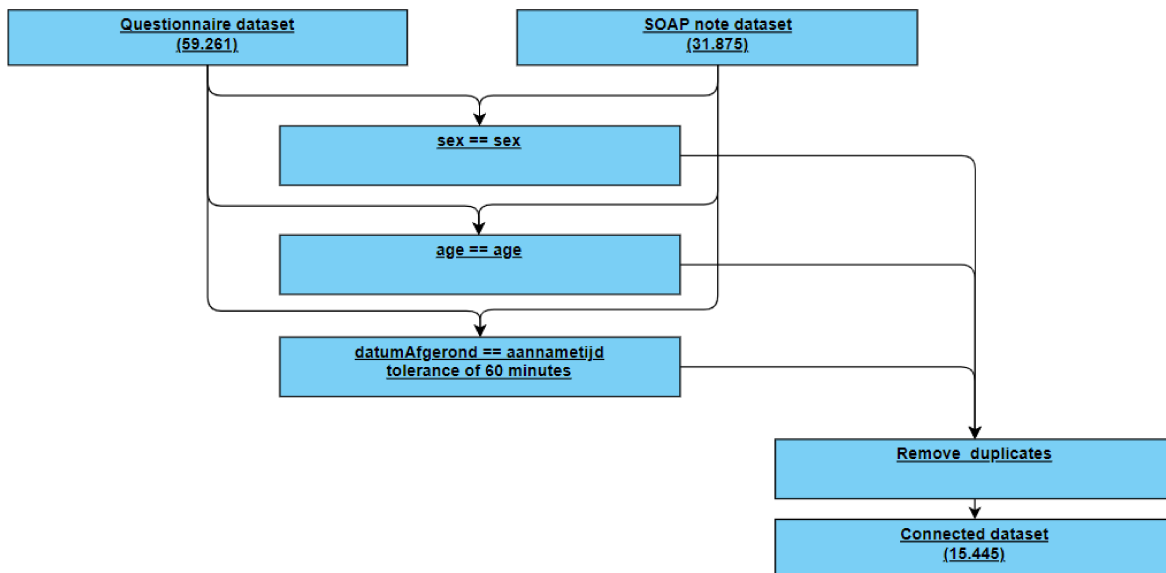 Questionnaire dataset
(59.261)
SOAP note dataset
(31.875)
sex == sex
age == age
datumAfgerond == aannametijd
tolerance of 60 minutes
Remove duplicates
Connected dataset
(15.445)